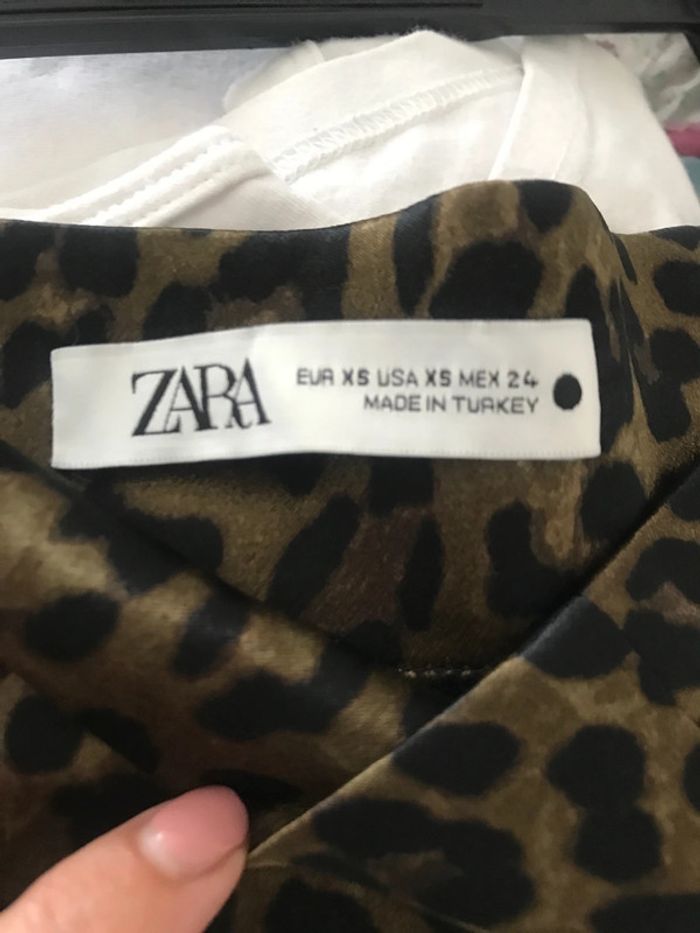 ZARA
EUR XS USA XS MEX 24
MADE IN TURKEY